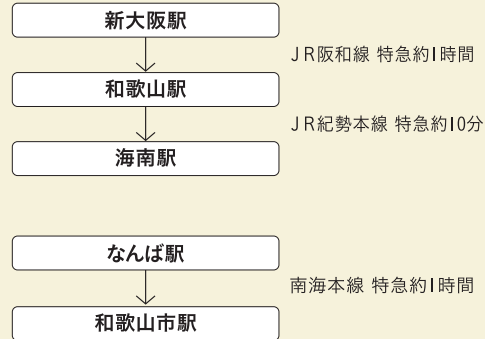 新大阪駅
JR阪和線 特急約1時間
和歌山駅
JR紀勢本線 特急約10分
海南駅
なんば駅
南海本線 特急約1時間
和歌山市駅